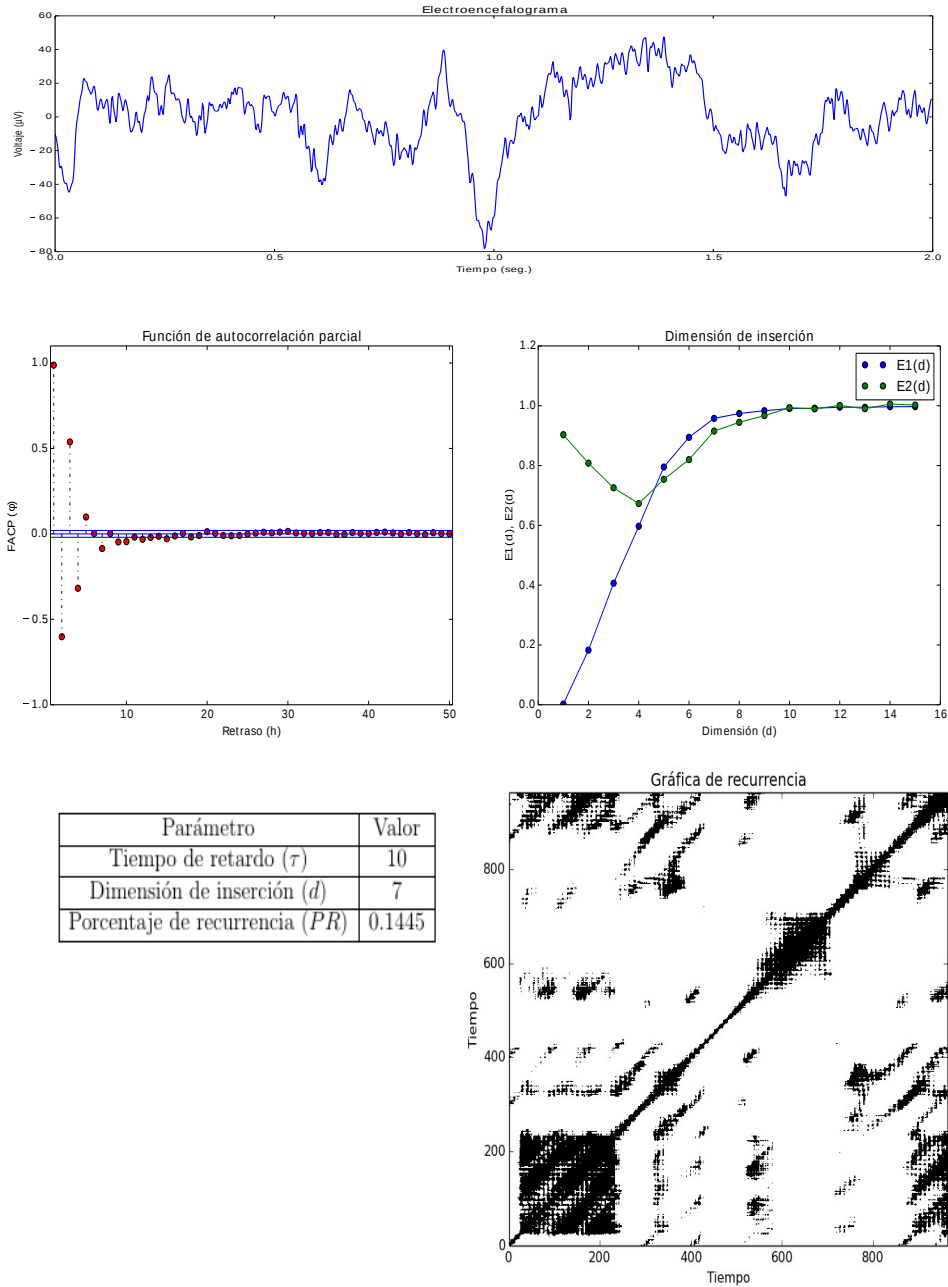 Electroencefalograma
60
40
20
0
−20
−40
−60
−80
Voltaje (μV)
0.0
0.5
1.0
1.5
2.0
Tiempo (seg.)
Función de autocorrelación parcial
1.0
0.5
0.0
−0.5
−1.0
FACP (φ)
10
20
30
40
50
Retraso (h)
Dimensión de inserción
1.2
1.0
0.8
0.6
0.4
0.2
0.0
E1(d), E2(d)
E1(d)
E2(d)
0
2
4
6
8
10
12
14
16
Dimensión (d)
Parámetro Valor
Tiempo de retardo (τ) 10
Dimensión de inserción (d) 7
Porcentaje de recurrencia (PR) 0.1445
Gráfica de recurrencia
800
600
400
200
0
Tiempo
0
200
400
600
800
Tiempo